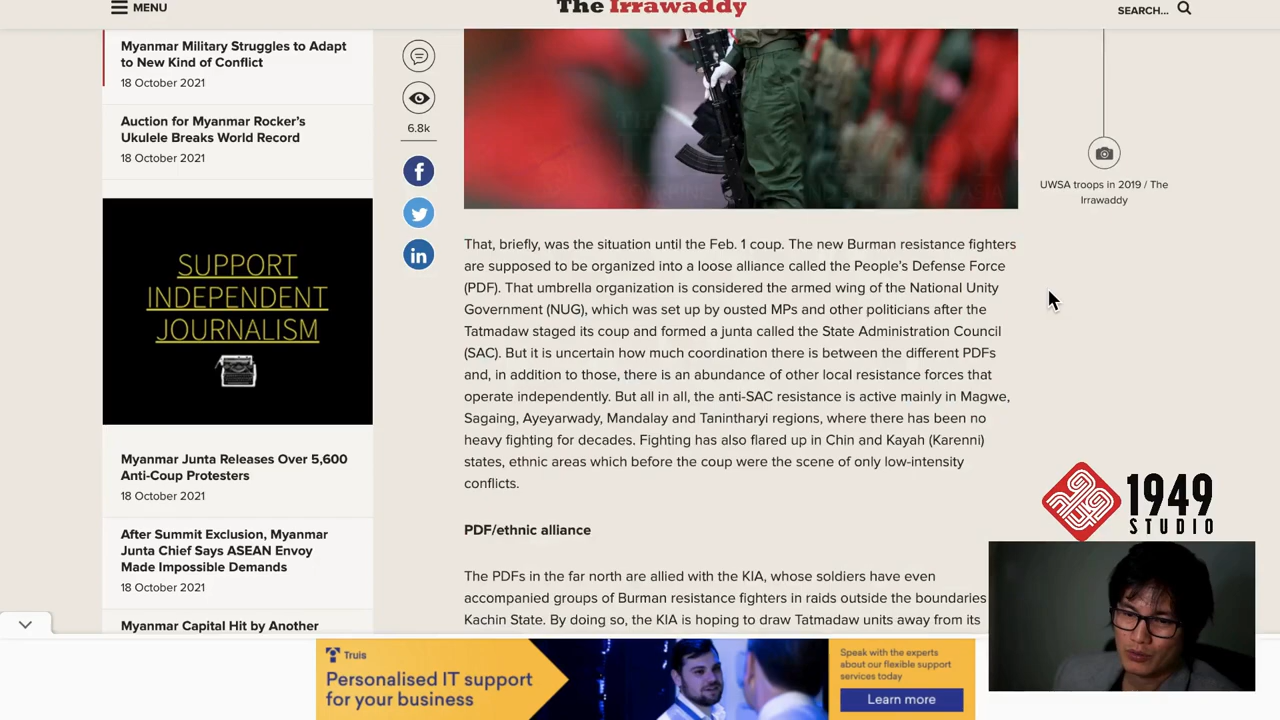 MENU
The Irrawaddy
SEARCH...
Myanmar Military Struggles to Adapt
to New Kind of Conflict
18 October 2021
Auction for Myanmar Rocker's
Ukulele Breaks World Record
18 October 2021
SUPPORT
INDEPENDENT
JOURNALISM
Myanmar Junta Releases Over 5,600
Anti-Coup Protesters
18 October 2021
After Summit Exclusion, Myanmar
Junta Chief Says ASEAN Envoy
Made Impossible Demands
18 October 2021
Myanmar Capital Hit by Another
6.8k
f
in
UWSA troops in 2019 / The
Irrawaddy
That, briefly, was the situation until the Feb. 1 coup. The new Burman resistance fighters
are supposed to be organized into a loose alliance called the People's Defense Force
(PDF). That umbrella organization is considered the armed wing of the National Unity
Government (NUG), which was set up by ousted MPs and other politicians after the
Tatmadaw staged its coup and formed a junta called the State Administration Council
(SAC). But it is uncertain how much coordination there is between the different PDFs
and, in addition to those, there is an abundance of other local resistance forces that
operate independently. But all in all, the anti-SAC resistance is active mainly in Magwe,
Sagaing, Ayeyarwady, Mandalay and Tanintharyi regions, where there has been no
heavy fighting for decades. Fighting has also flared up in Chin and Kayah (Karenni)
states, ethnic areas which before the coup were the scene of only low-intensity
conflicts.
PDF/ethnic alliance
The PDFs in the far north are allied with the KIA, whose soldiers have even
accompanied groups of Burman resistance fighters in raids outside the boundaries
Kachin State. By doing so, the KIA is hoping to draw Tatmadaw units away from its
1949
STUDIO
Truis
Personalised IT support
for your business
Speak with the experts
about our flexible support
services today
Learn more